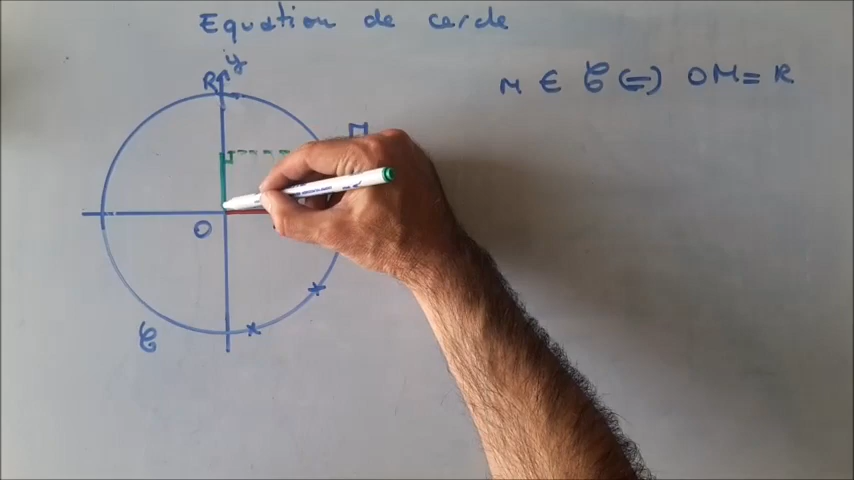 Equation de cercle
M ∈ 𝒞 (=) OM = R
R
y
O
𝒞